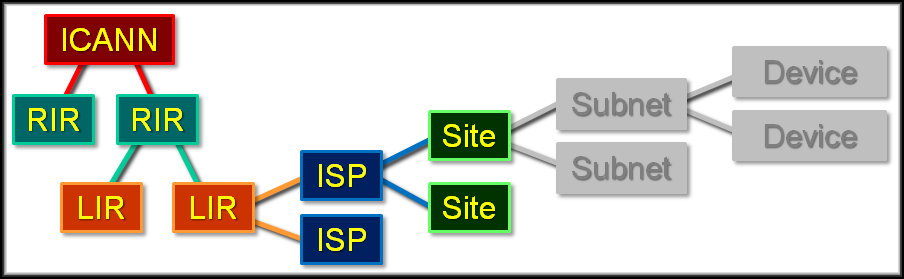 ICANN
RIR
RIR
LIR
LIR
ISP
ISP
Site
Site
Subnet
Subnet
Device
Device